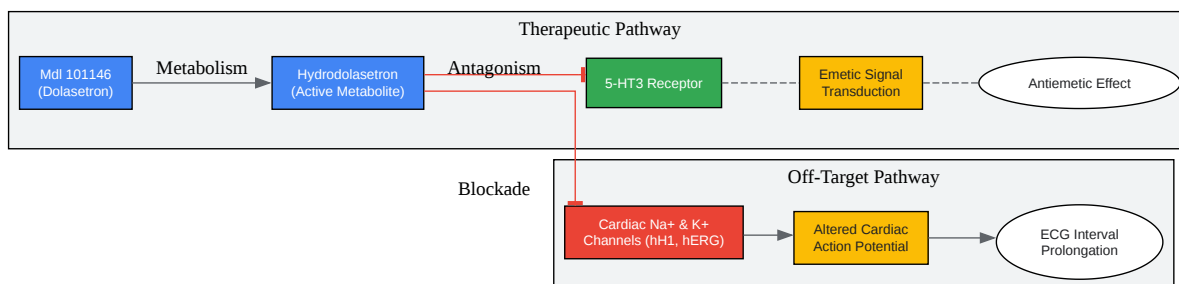 Therapeutic Pathway
Mdl 101146
(Dolasetron)
Metabolism
Hydrodolasetron
(Active Metabolite)
Antagonism
5-HT3 Receptor
Emetic Signal
Transduction
Antiemetic Effect
Off-Target Pathway
Blockade
Cardiac Na+ & K+
Channels (hH1, hERG)
Altered Cardiac
Action Potential
ECG Interval
Prolongation